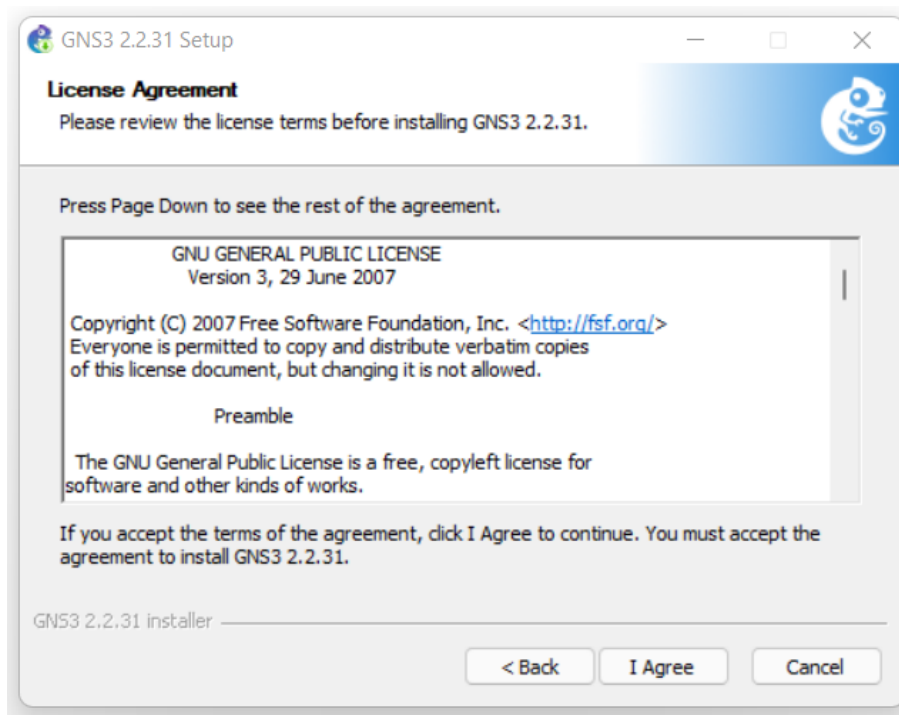 GNS3 2.2.31 Setup
License Agreement
Please review the license terms before installing GNS3 2.2.31.
Press Page Down to see the rest of the agreement.
GNU GENERAL PUBLIC LICENSE
Version 3, 29 June 2007
Copyright (C) 2007 Free Software Foundation, Inc. <http://fsf.org/>
Everyone is permitted to copy and distribute verbatim copies
of this license document, but changing it is not allowed.
Preamble
The GNU General Public License is a free, copyleft license for
software and other kinds of works.
If you accept the terms of the agreement, click I Agree to continue. You must accept the
agreement to install GNS3 2.2.31.
GNS3 2.2.31 installer
< Back I Agree Cancel